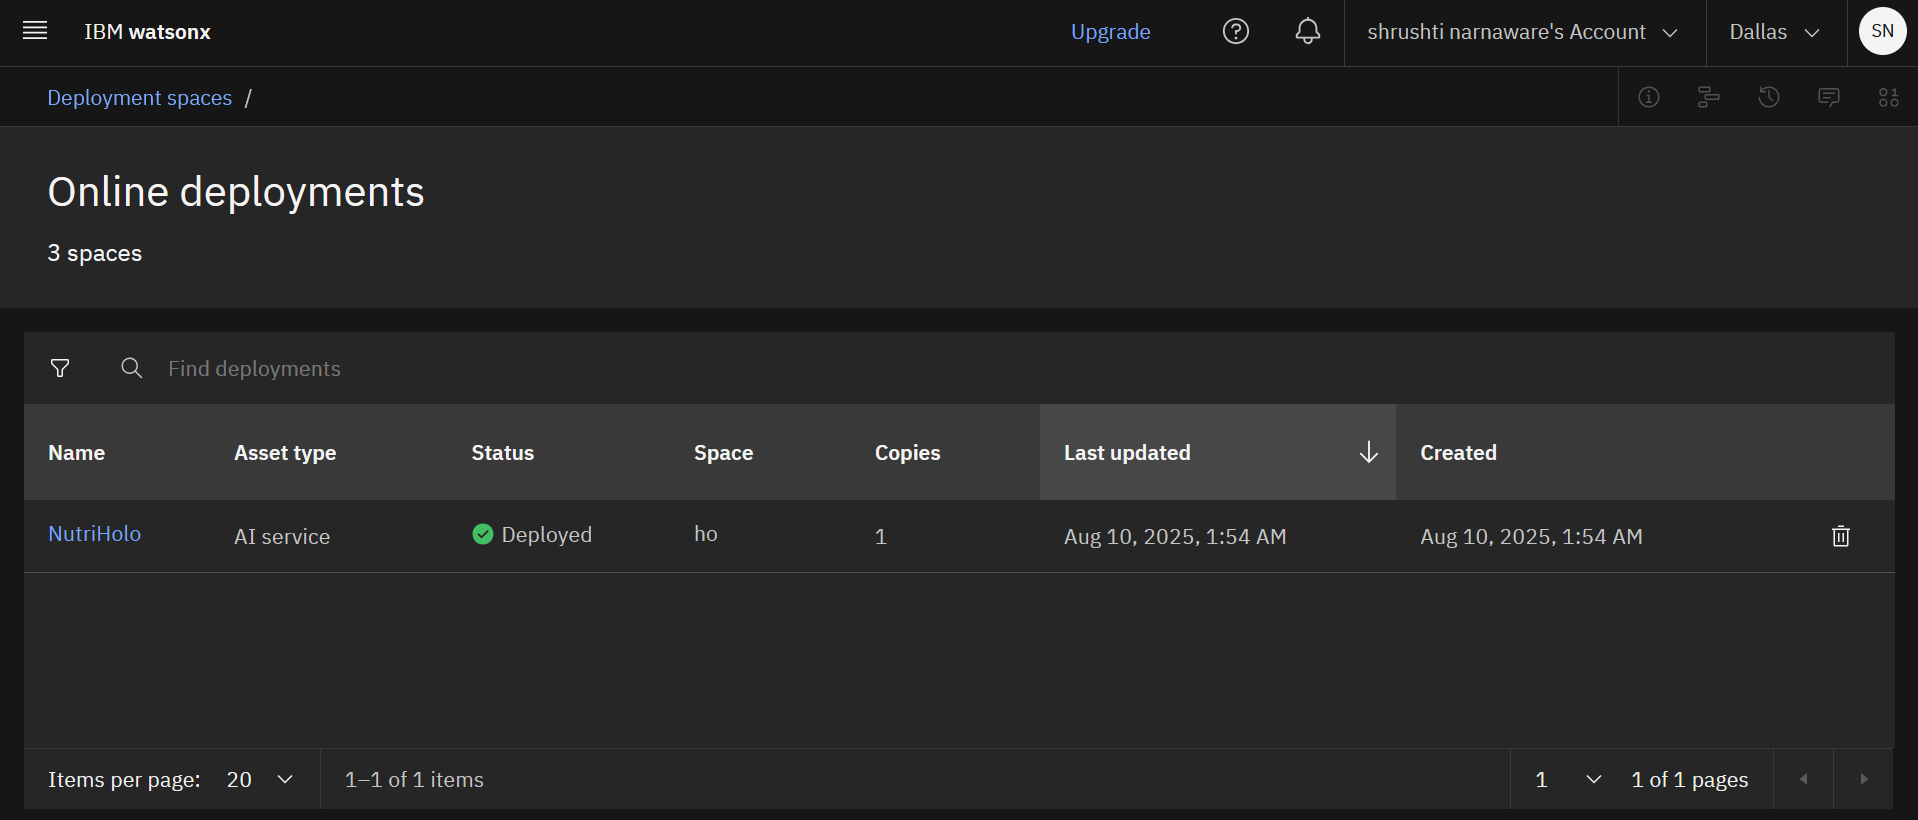 IBM watsonx
Upgrade
shrushti narnaware's Account
Dallas
SN
Deployment spaces /
Online deployments
3 spaces
Find deployments
Name Asset type Status Space Copies Last updated Created
NutriHolo AI service Deployed ho 1 Aug 10, 2025, 1:54 AM Aug 10, 2025, 1:54 AM
Items per page: 20 1–1 of 1 items 1 1 of 1 pages